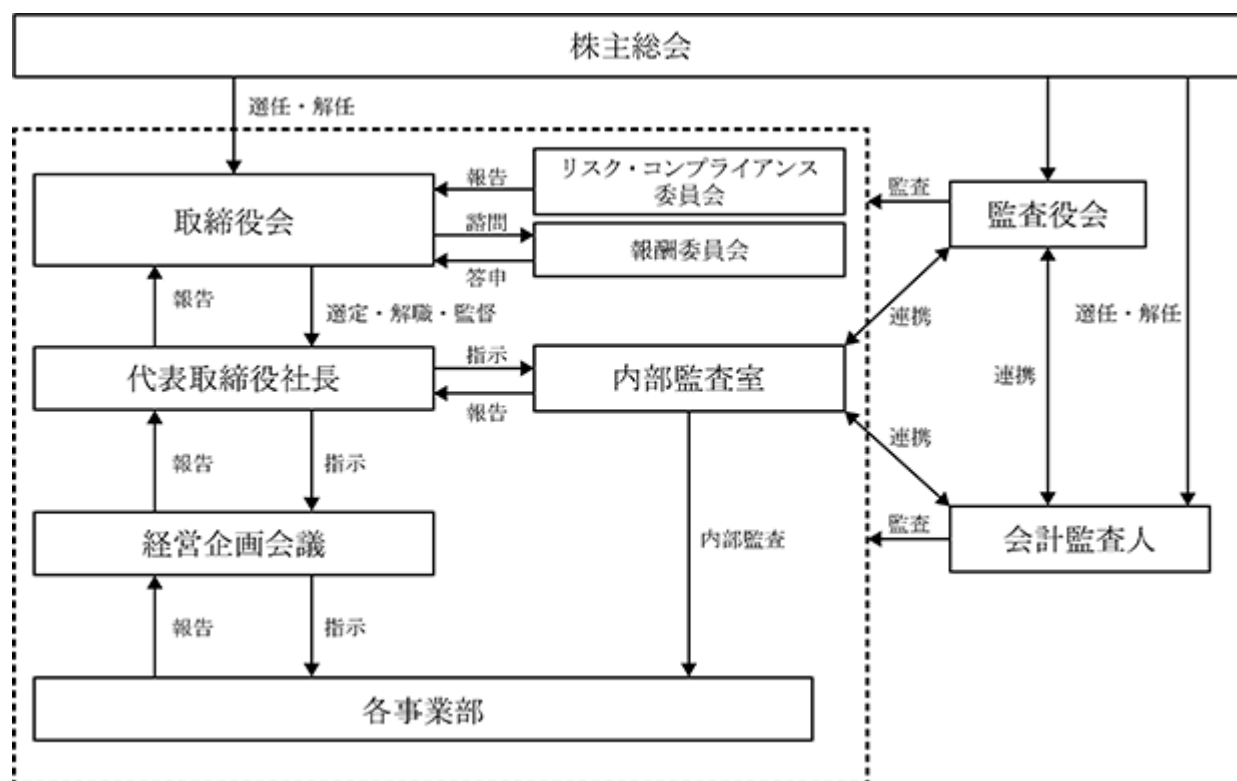 株主総会
選任・解任
リスク・コンプライアンス
委員会
報告
監査
取締役会
監査役会
諮問
報酬委員会
答申
報告
選定・解職・監督
連携
選任・解任
代表取締役社長
指示
内部監査室
連携
報告
連携
報告
指示
経営企画会議
内部監査
監査
会計監査人
報告
指示
各事業部